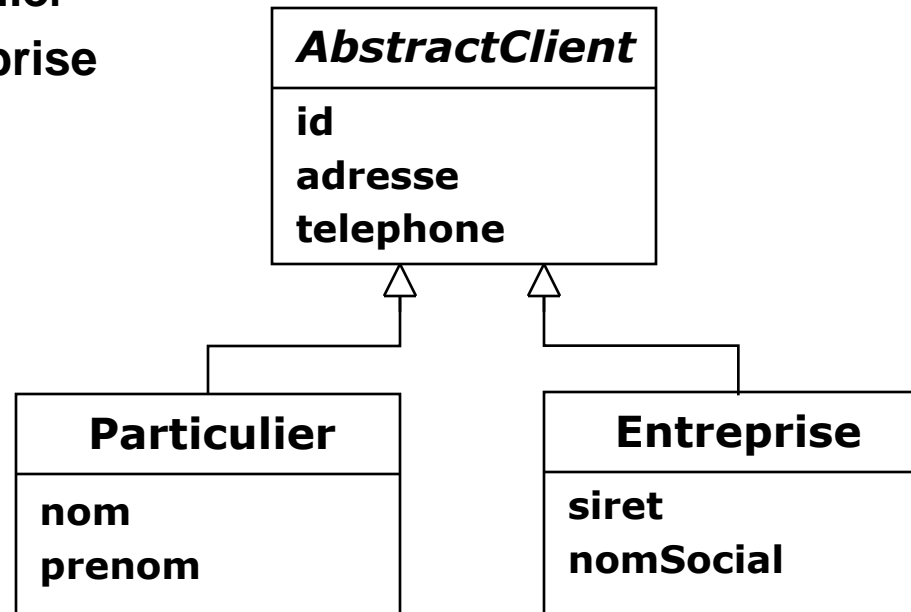 AbstractClient
id
adresse
telephone
Particulier
nom
prenom
Entreprise
siret
nomSocial